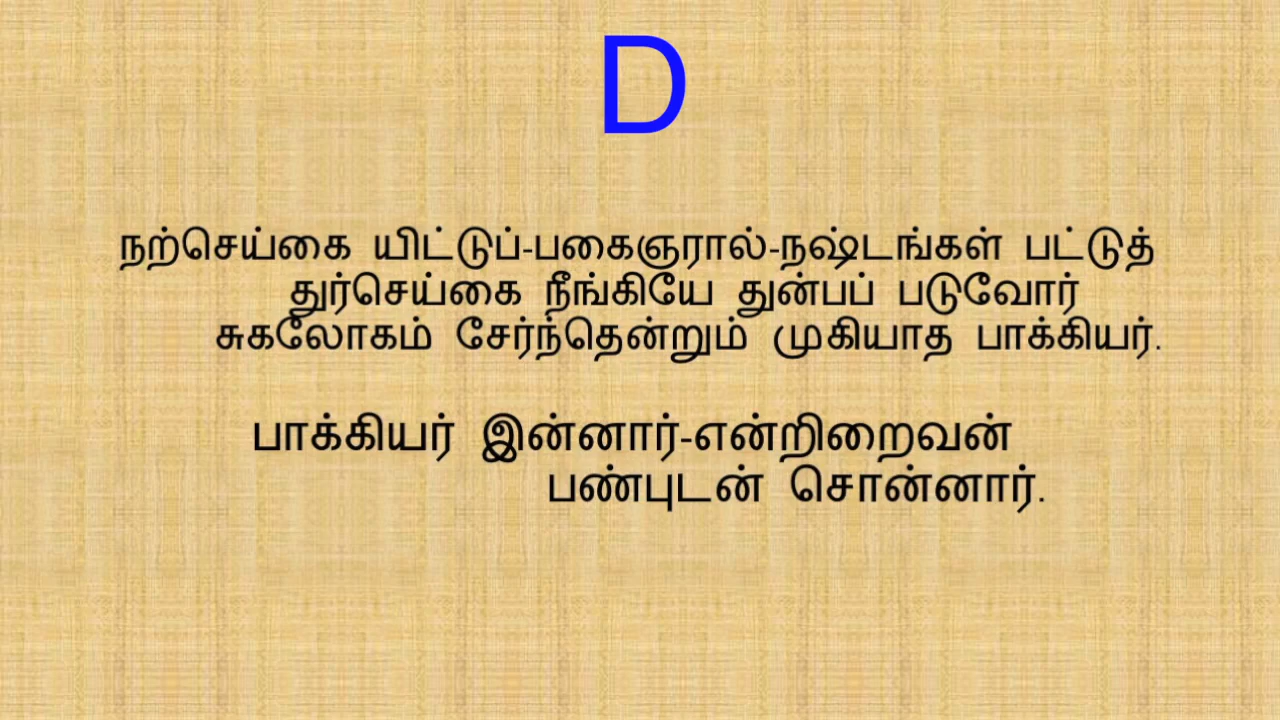 D
நற்செய்கை யிட்டுப்-பகைஞரால்-நஷ்டங்கள் பட்டுத்
துர்செய்கை நீங்கியே துன்பப் படுவோர்
சுகலோகம் சேர்ந்தென்றும் முகியாத பாக்கியர்.
பாக்கியர் இன்னார்-என்றிறைவன்
பண்புடன் சொன்னார்.